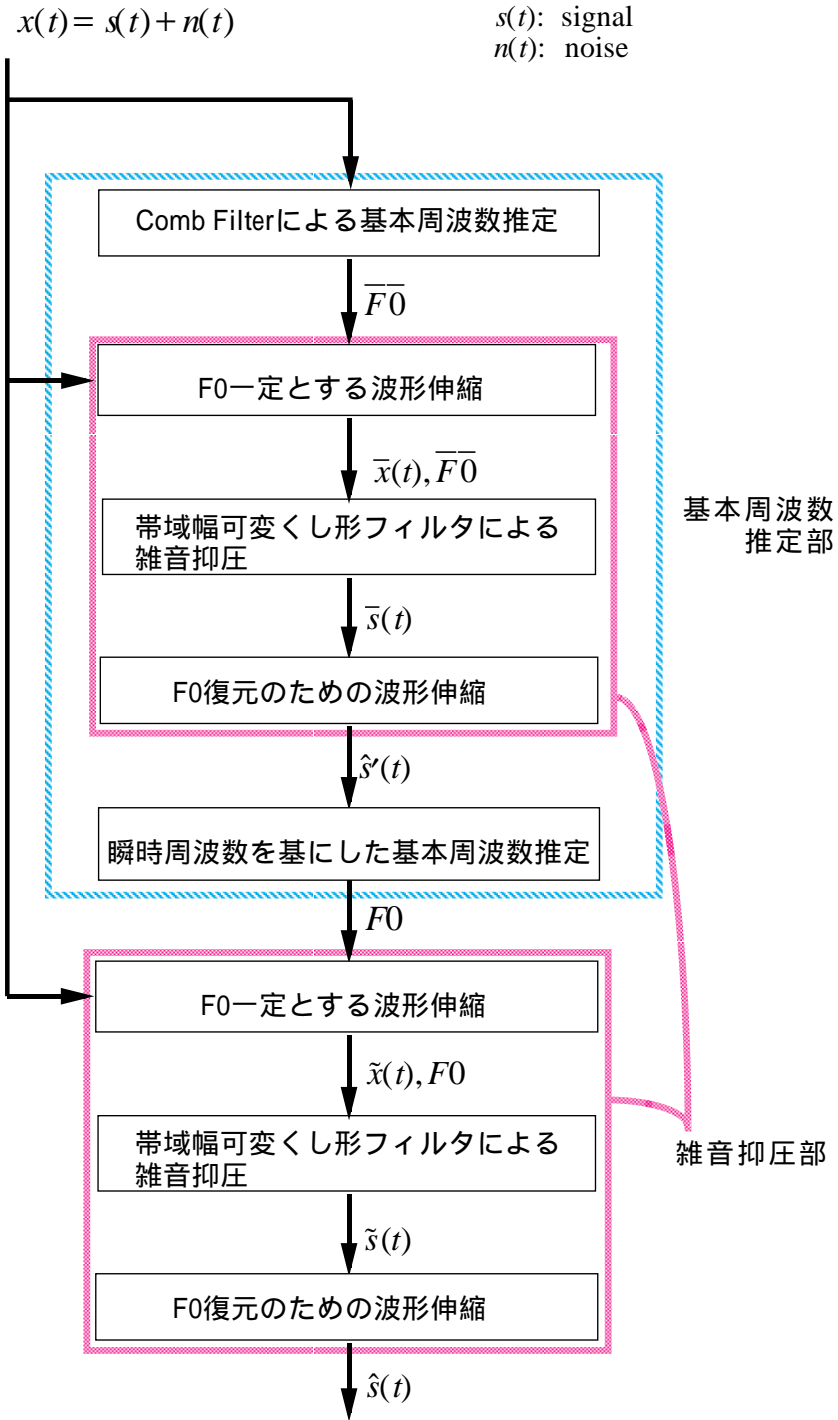 x(t) = s(t) + n(t)
s(t): signal
n(t): noise
Comb Filterによる基本周波数推定
F̅0̅
F0一定とする波形伸縮
x̅(t), F̅0̅
帯域幅可変くし形フィルタによる
雑音抑圧
s̅(t)
F0復元のための波形伸縮
ŝ′(t)
瞬時周波数を基にした基本周波数推定
基本周波数
推定部
F0
F0一定とする波形伸縮
x̃(t), F0
帯域幅可変くし形フィルタによる
雑音抑圧
雑音抑圧部
s̃(t)
F0復元のための波形伸縮
ŝ(t)